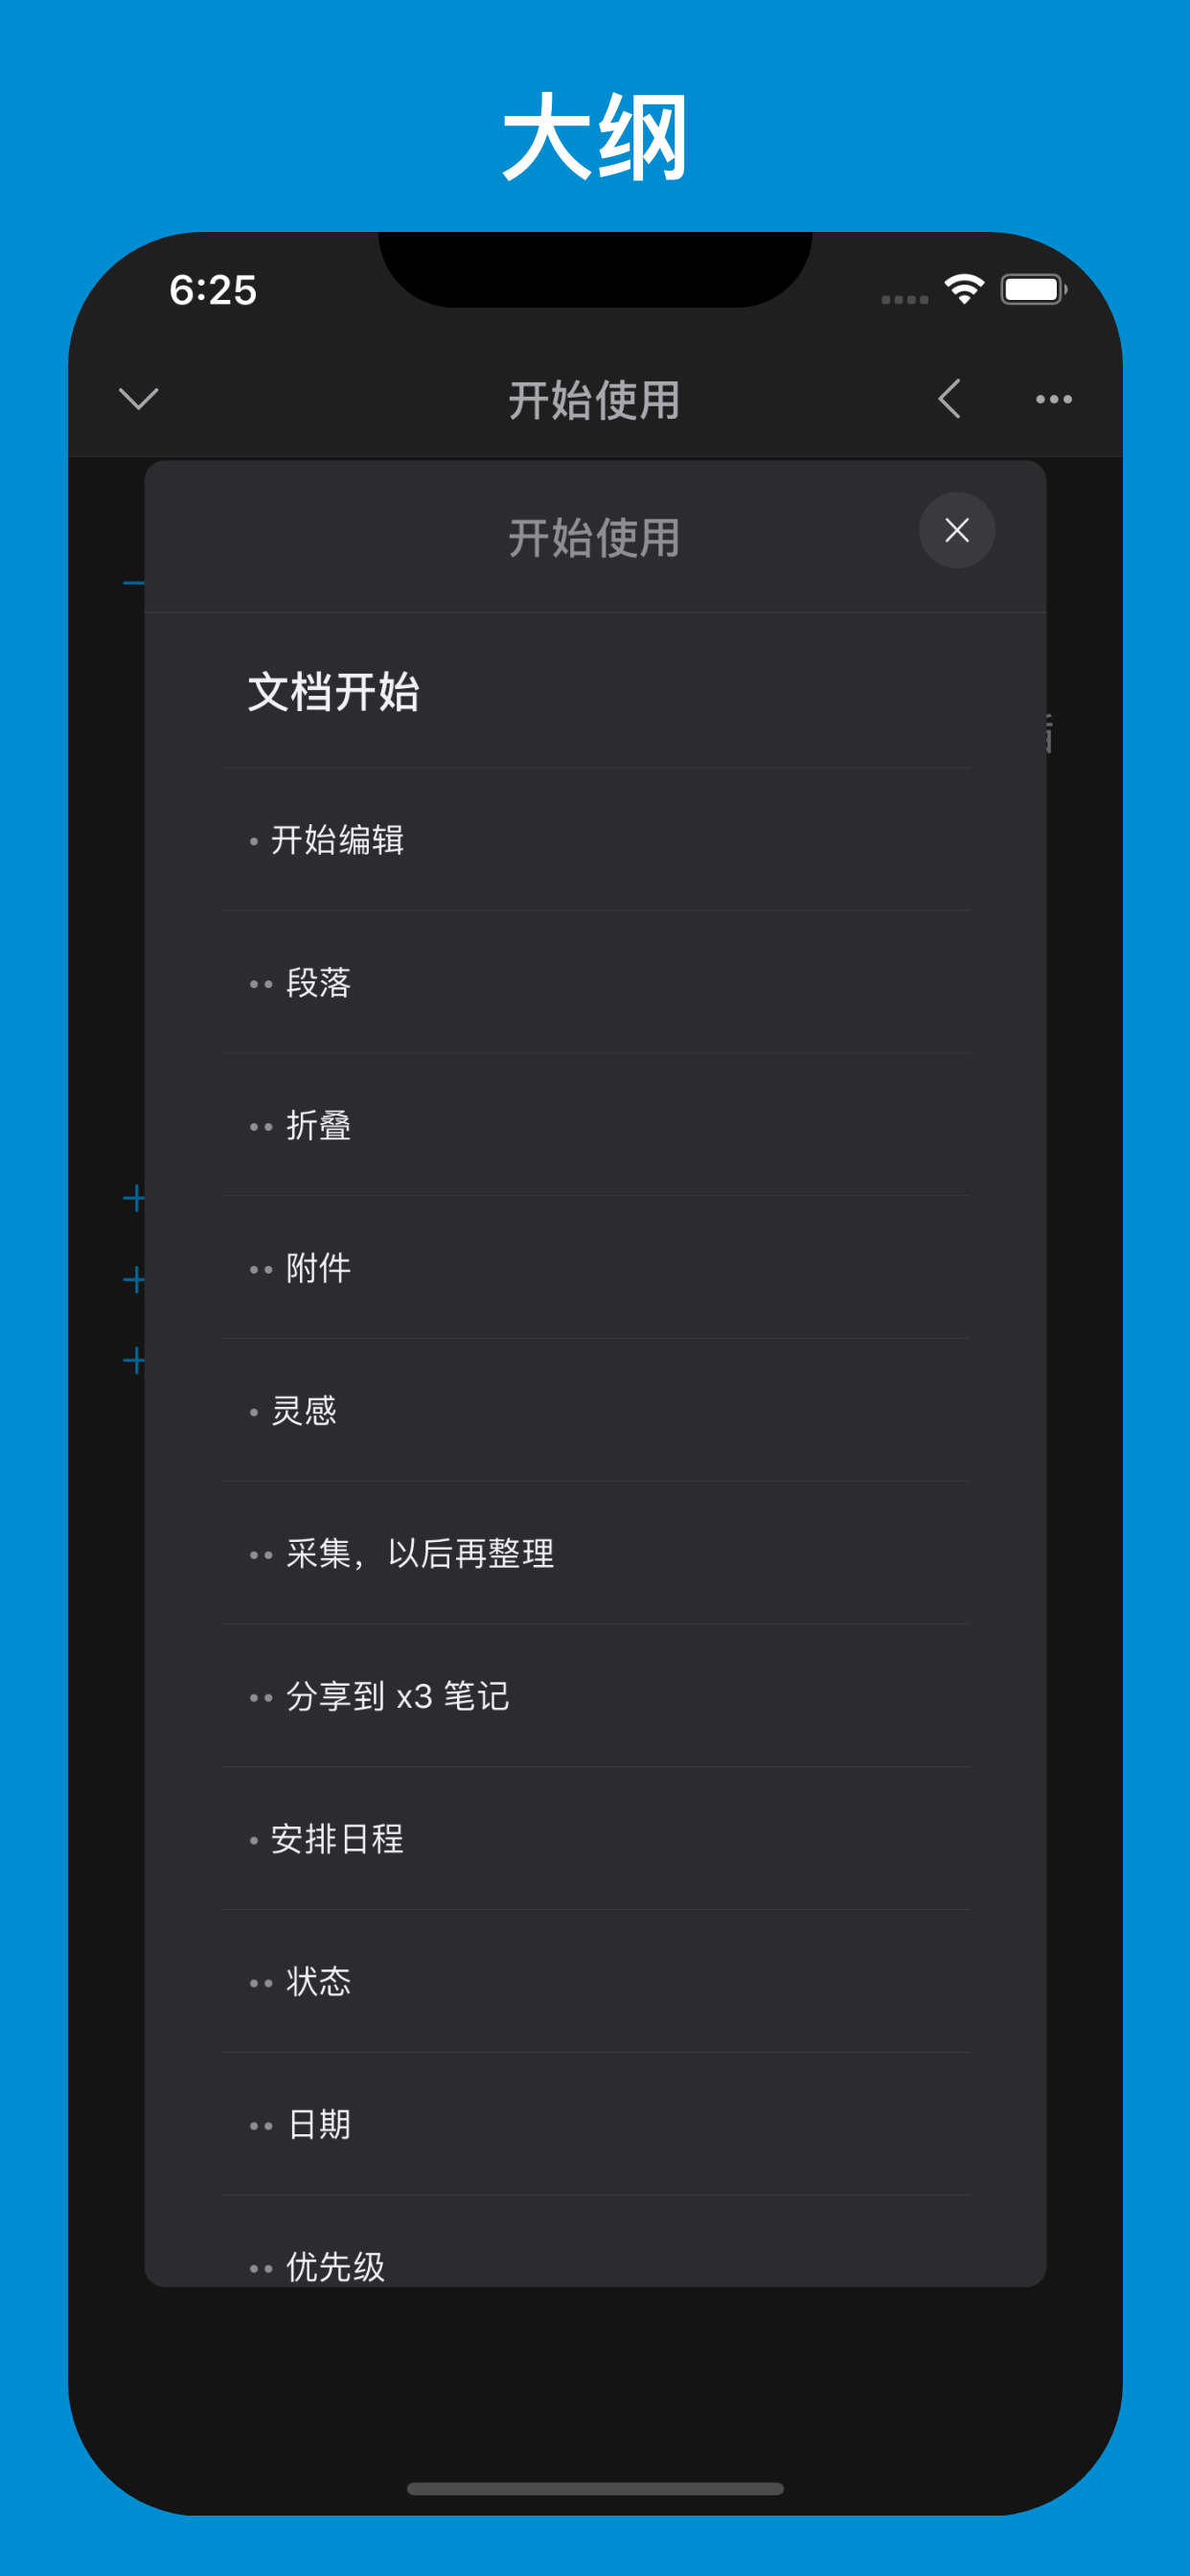 大纲
6:25
开始使用
开始使用
文档开始
• 开始编辑
•• 段落
•• 折叠
•• 附件
• 灵感
•• 采集，以后再整理
•• 分享到 x3 笔记
• 安排日程
•• 状态
•• 日期
•• 优先级